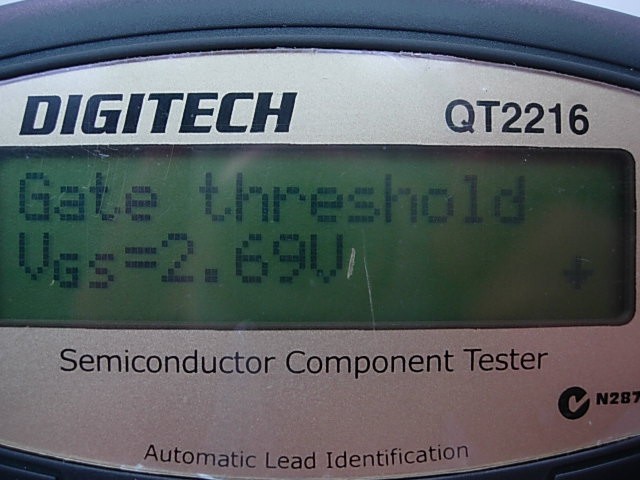 DIGITECH
QT2216
Gate threshold
VGS=2.69V
Semiconductor Component Tester
N287
Automatic Lead Identification